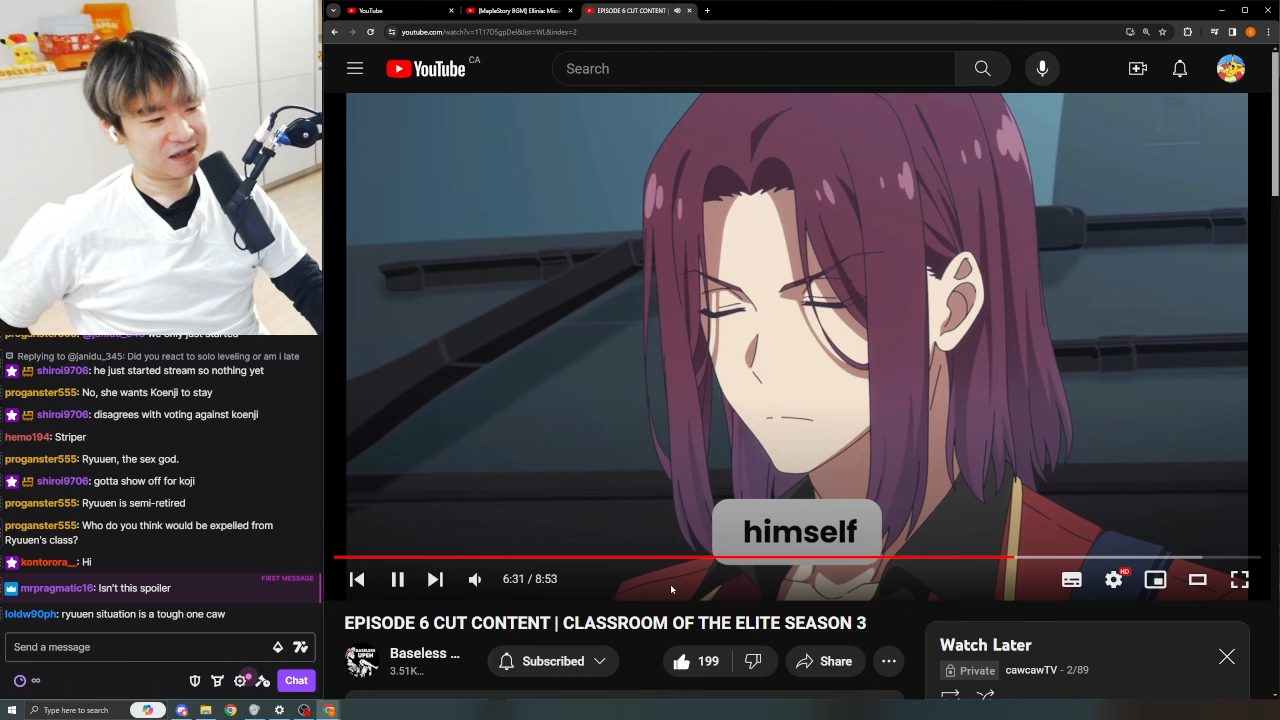 YouTube
[MapleStory BGM] Ellinia: Missi
EPISODE 6 CUT CONTENT |
youtube.com/watch?v=1T17D5gpDeI&list=WL&index=2
YouTube CA
Search
himself
6:31 / 8:53
HD
EPISODE 6 CUT CONTENT | CLASSROOM OF THE ELITE SEASON 3
Baseless ...
3.51K...
Subscribed
199
Share
Watch Later
Private
cawcawTV - 2/89
Replying to @janidu_345: Did you react to solo leveling or am i late
shiroi9706: he just started stream so nothing yet
proganster555: No, she wants Koenji to stay
shiroi9706: disagrees with voting against koenji
hemo194: Striper
proganster555: Ryuuen, the sex god.
shiroi9706: gotta show off for koji
proganster555: Ryuuen is semi-retired
proganster555: Who do you think would be expelled from
Ryuuen's class?
kontorora__: Hi
FIRST MESSAGE
mrpragmatic16: Isn't this spoiler
loldw90ph: ryuuen situation is a tough one caw
Send a message
Chat
Type here to search